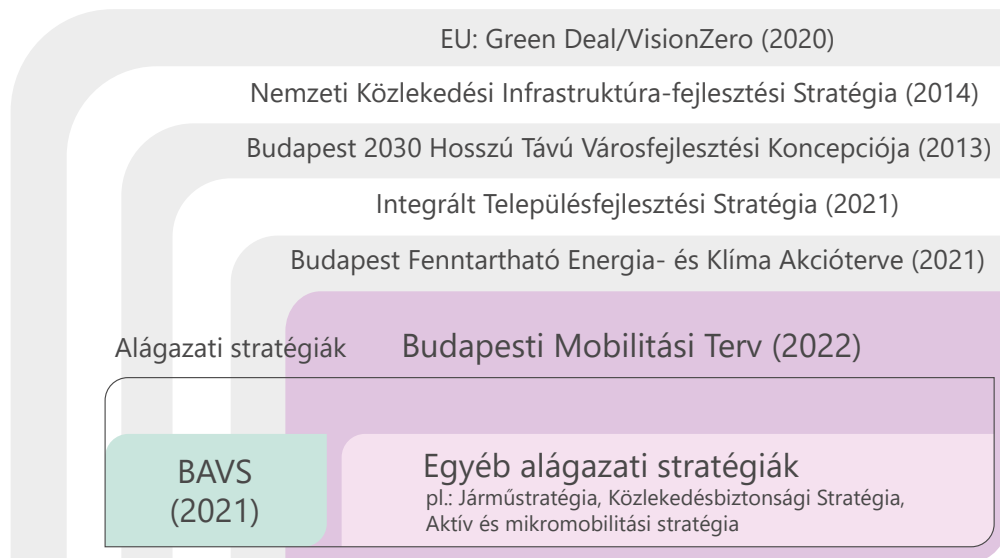 EU: Green Deal/VisionZero (2020)
Nemzeti Közlekedési Infrastruktúra-fejlesztési Stratégia (2014)
Budapest 2030 Hosszú Távú Városfejlesztési Koncepciója (2013)
Integrált Településfejlesztési Stratégia (2021)
Budapest Fenntartható Energia- és Klíma Akcióterve (2021)
Alágazati stratégiák
Budapesti Mobilitási Terv (2022)
BAVS
(2021)
Egyéb alágazati stratégiák
pl.: Járműstratégia, Közlekedésbiztonsági Stratégia,
Aktív és mikromobilitási stratégia